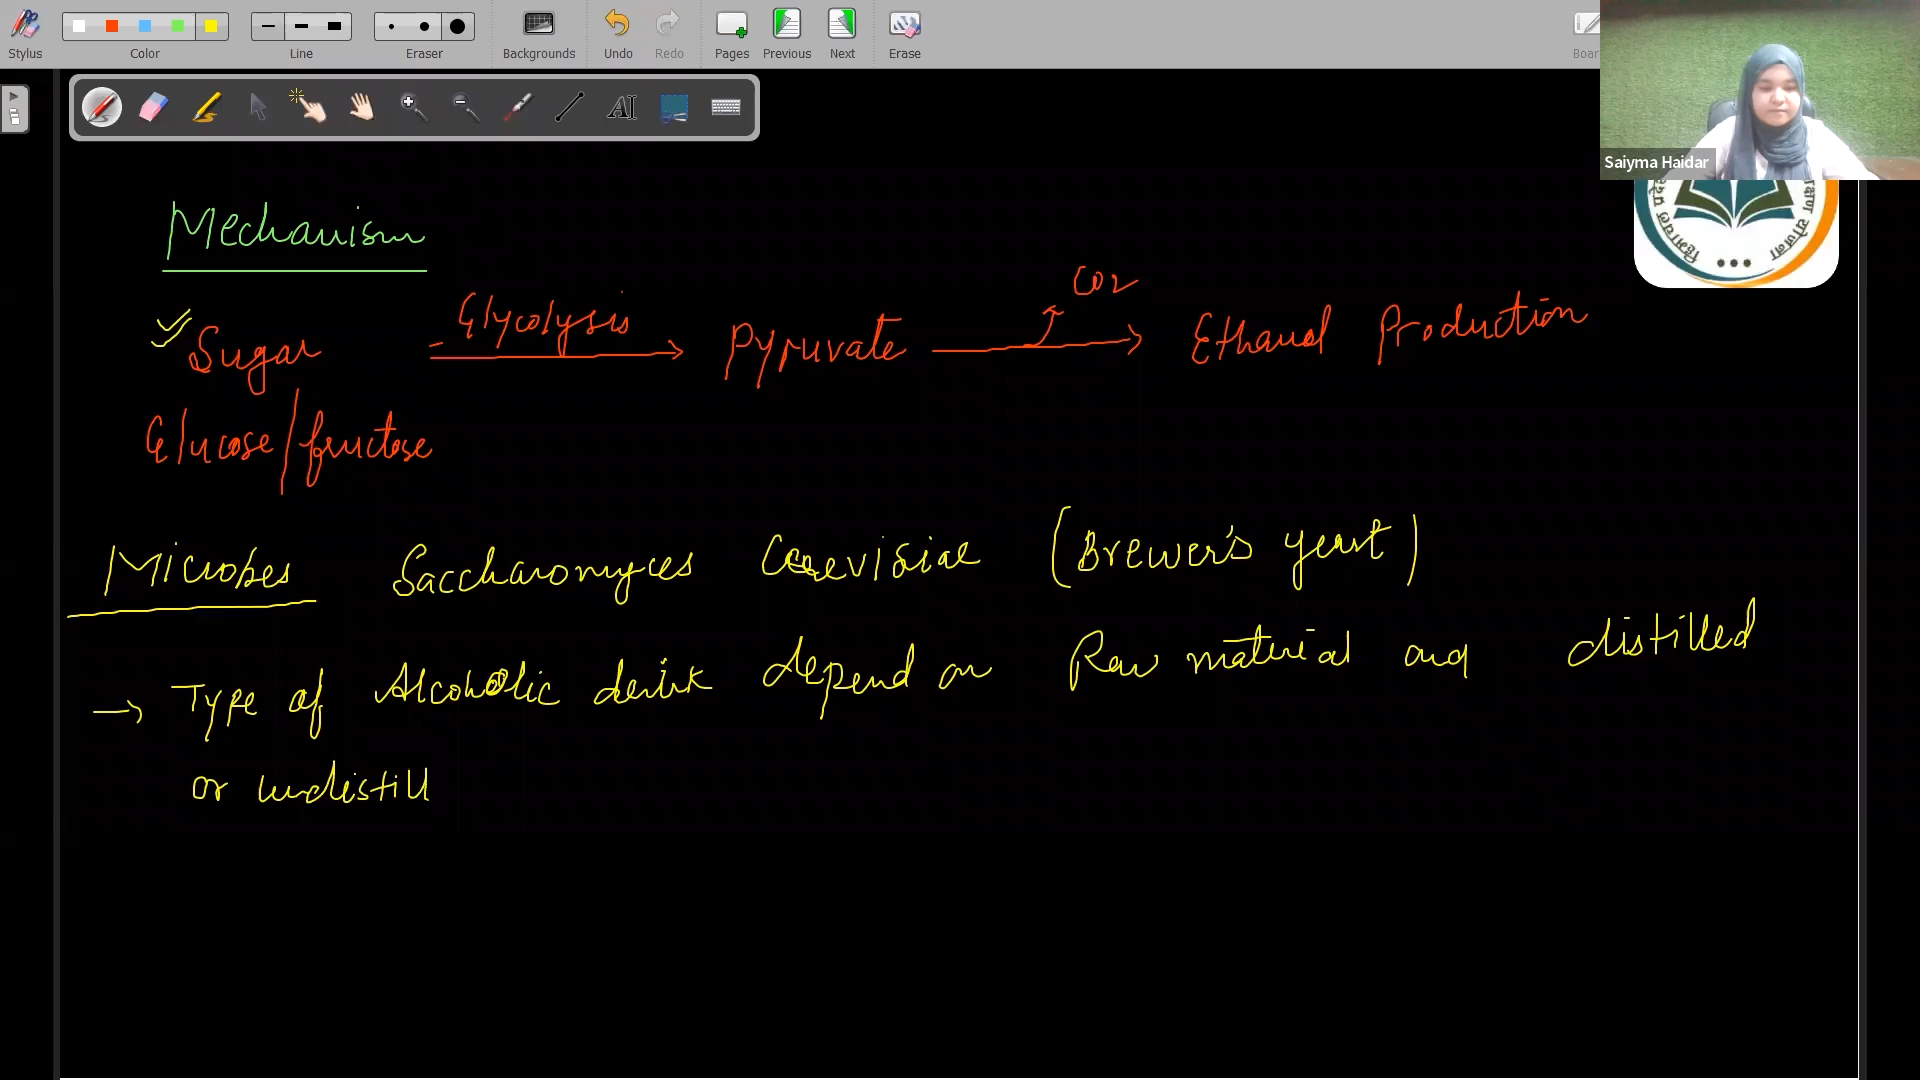 Stylus Color Line Eraser Backgrounds Undo Redo Pages Previous Next Erase Boar
Saiyma Haidar
Mechanism
CO2
Sugar Glycolysis Pyruvate Ethanol Production
Glucose/fructose
Microbes Saccharomyces Cerevisiae (Brewer's yeast)
→ Type of Alcoholic drink depend on Raw material and distilled
or undistill